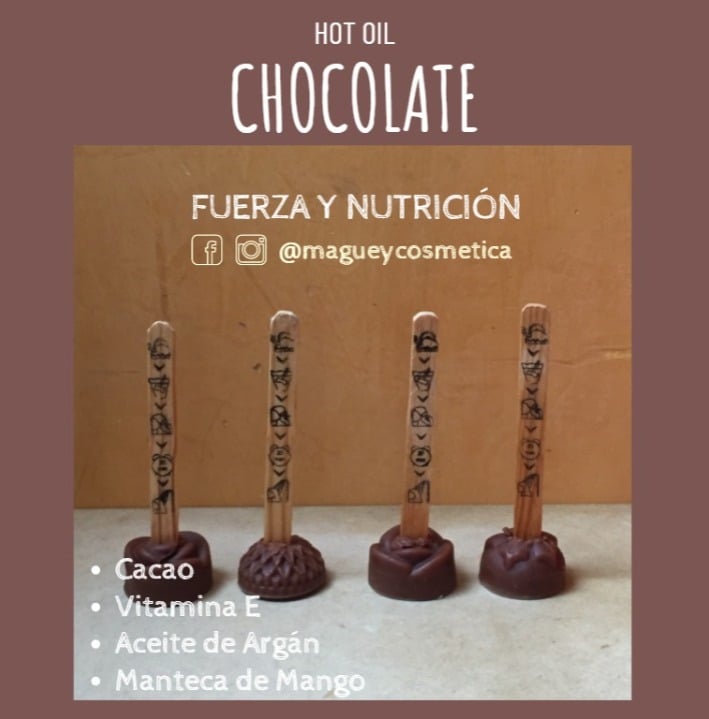 HOT OIL
CHOCOLATE
FUERZA Y NUTRICIÓN
@magueycosmetica
• Cacao
• Vitamina E
• Aceite de Argán
• Manteca de Mango